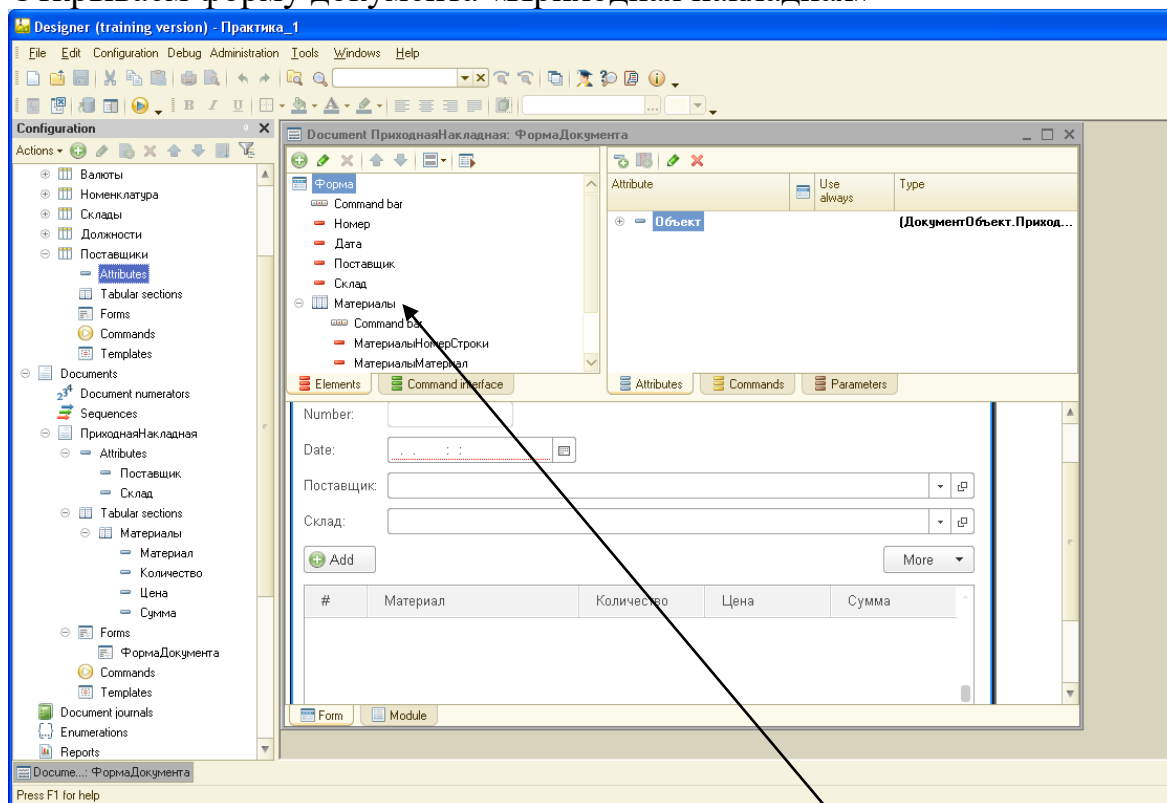 Открываем форму документа «Приходная накладная»
Designer (training version) - Практика_1
File Edit Configuration Debug Administration Tools Windows Help
B I U
Configuration
Actions
Валюты
Номенклатура
Склады
Должности
Поставщики
Attributes
Tabular sections
Forms
Commands
Templates
Documents
Document numerators
Sequences
ПриходнаяНакладная
Attributes
Поставщик
Склад
Tabular sections
Материалы
Материал
Количество
Цена
Сумма
Forms
ФормаДокумента
Commands
Templates
Document journals
Enumerations
Reports
Document ПриходнаяНакладная: ФормаДокумента
Форма
Command bar
Номер
Дата
Поставщик
Склад
Материалы
Command bar
МатериалыНомерСтроки
МатериалыМатериал
Elements Command interface
Attribute Use always Type
Объект (ДокументОбъект.Приход...
Attributes Commands Parameters
Number:
Date: . . : :
Поставщик:
Склад:
Add More
# Материал Количество Цена Сумма
Form Module
Docume...: ФормаДокумента
Press F1 for help